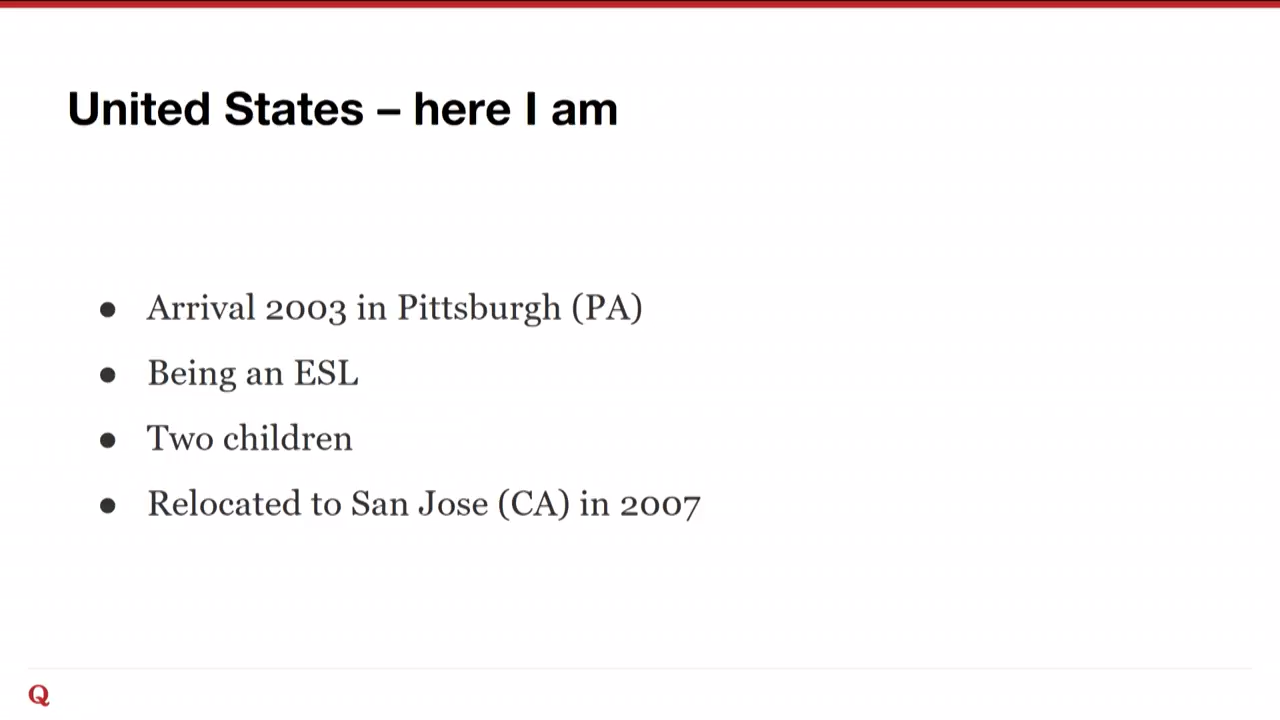 United States – here I am
● Arrival 2003 in Pittsburgh (PA)
● Being an ESL
● Two children
● Relocated to San Jose (CA) in 2007
Q